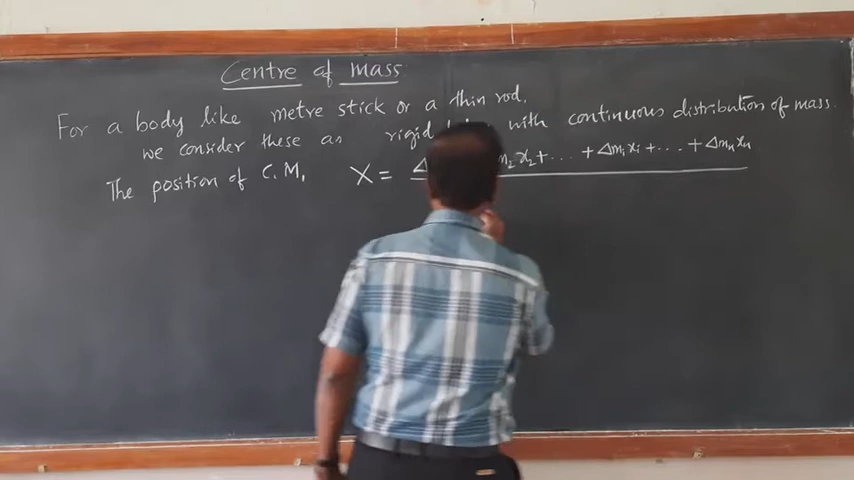 Centre of mass
For a body like metre stick or a thin rod,
we consider these as rigid with continuous distribution of mass
The position of C.M, X = Δ m₂x₂+ . . . . + Δmᵢxᵢ + . . . + Δmₙxₙ